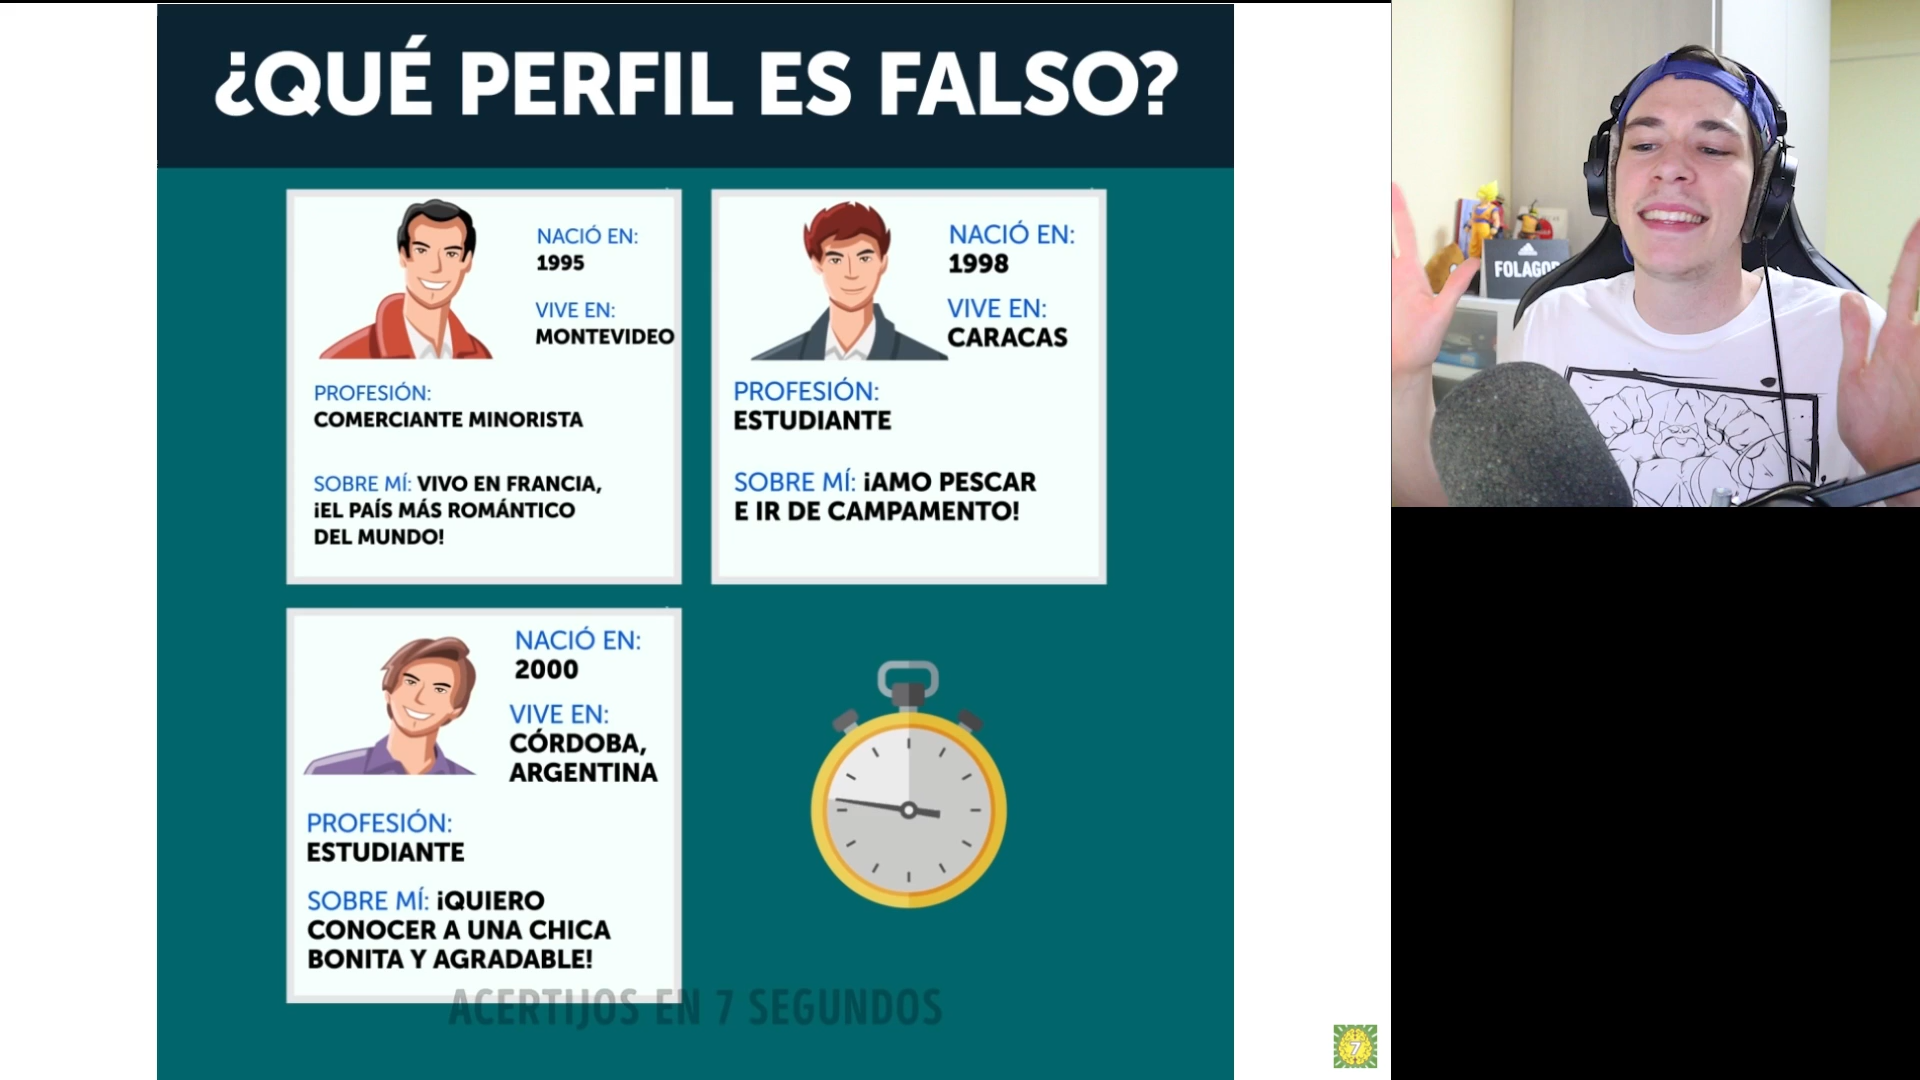 ¿QUÉ PERFIL ES FALSO?
NACIÓ EN:
1995
VIVE EN:
MONTEVIDEO
PROFESIÓN:
COMERCIANTE MINORISTA
SOBRE MÍ: VIVO EN FRANCIA,
¡EL PAÍS MÁS ROMÁNTICO
DEL MUNDO!
NACIÓ EN:
1998
VIVE EN:
CARACAS
PROFESIÓN:
ESTUDIANTE
SOBRE MÍ: ¡AMO PESCAR
E IR DE CAMPAMENTO!
NACIÓ EN:
2000
VIVE EN:
CÓRDOBA,
ARGENTINA
PROFESIÓN:
ESTUDIANTE
SOBRE MÍ: ¡QUIERO
CONOCER A UNA CHICA
BONITA Y AGRADABLE!
ACERTIJOS EN 7 SEGUNDOS
7
FOLAGOR